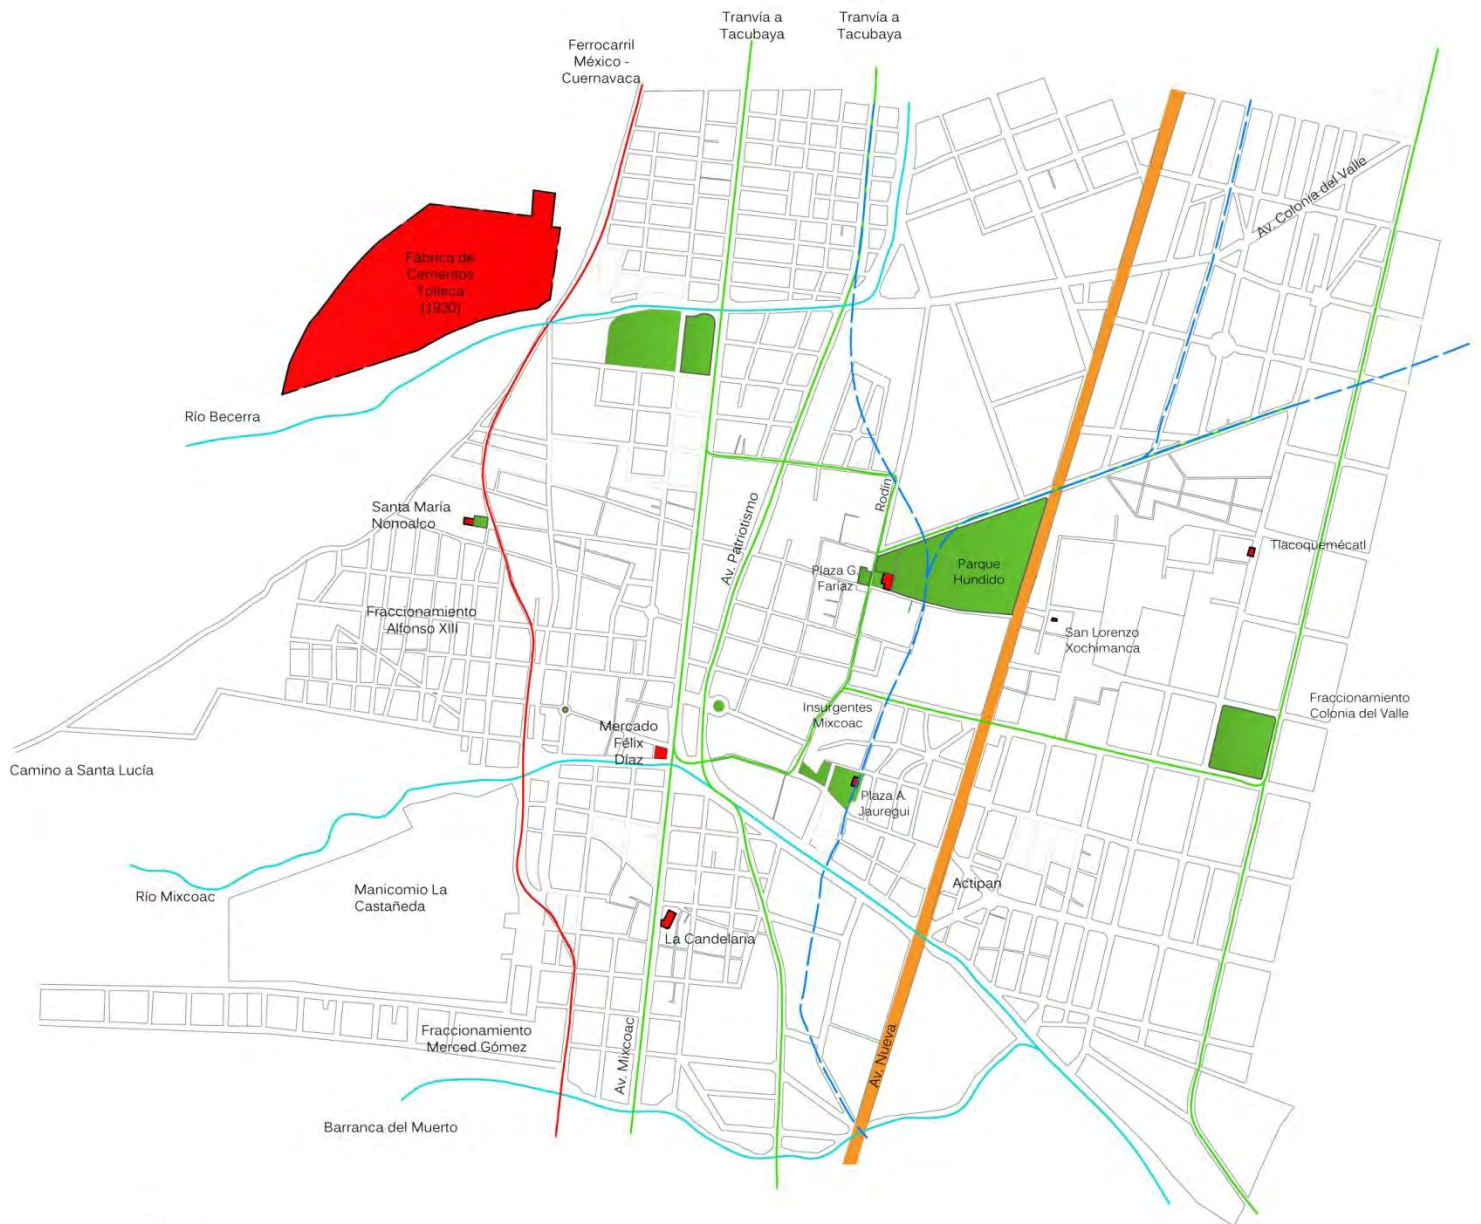 Tranvía a
Tacubaya
Tranvía a
Tacubaya
Ferrocarril
México -
Cuernavaca
Av. Colonia del Valle
Fábrica de
Cementos
Tolteca
(1930)
Río Becerra
Santa María
Nonoalco
Av. Patriotismo
Rodin
Plaza G.
Fariaz
Parque
Hundido
Tlacoquemécatl
Fraccionamiento
Alfonso XIII
San Lorenzo
Xochimanca
Fraccionamiento
Colonia del Valle
Insurgentes
Mixcoac
Mercado
Félix
Díaz
Camino a Santa Lucía
Plaza A.
Jauregui
Río Mixcoac
Manicomio La
Castañeda
Actipan
La Candelaria
Fraccionamiento
Merced Gómez
Av. Mixcoac
Av. Nueva
Barranca del Muerto